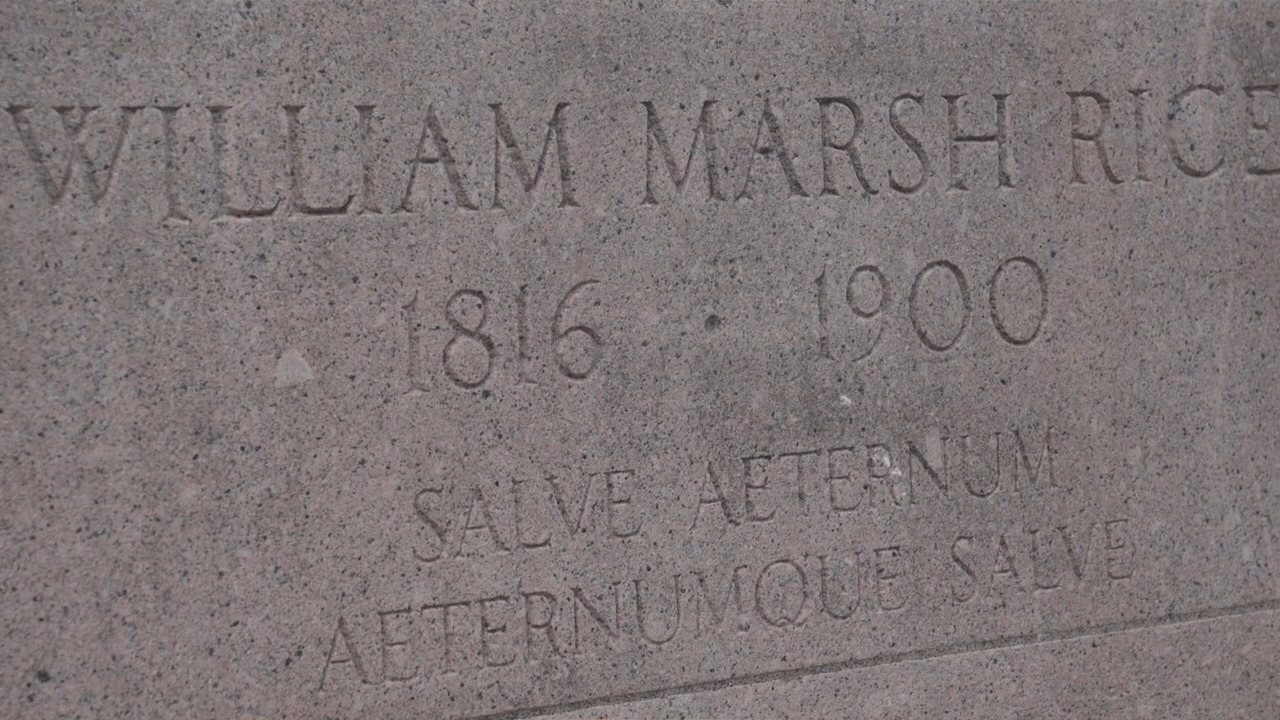 WILLIAM MARSH RICE
1816 · 1900
SALVE AETERNUM
AETERNUMQUE SALVE